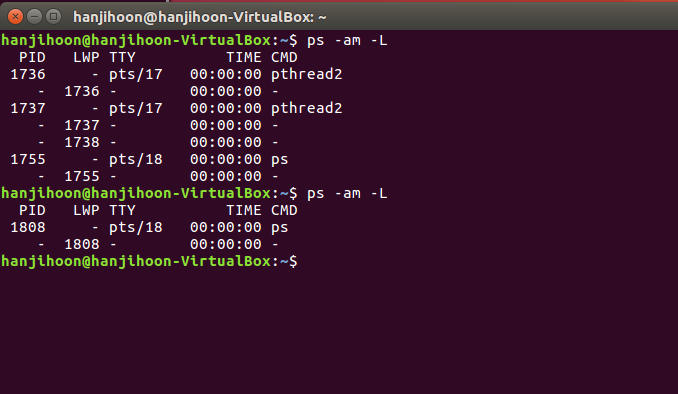 hanjihoon@hanjihoon-VirtualBox: ~
hanjihoon@hanjihoon-VirtualBox:~$ ps -am -L
  PID   LWP TTY          TIME CMD
 1736     - pts/17   00:00:00 pthread2
    -  1736 -        00:00:00 -
 1737     - pts/17   00:00:00 pthread2
    -  1737 -        00:00:00 -
    -  1738 -        00:00:00 -
 1755     - pts/18   00:00:00 ps
    -  1755 -        00:00:00 -
hanjihoon@hanjihoon-VirtualBox:~$ ps -am -L
  PID   LWP TTY          TIME CMD
 1808     - pts/18   00:00:00 ps
    -  1808 -        00:00:00 -
hanjihoon@hanjihoon-VirtualBox:~$